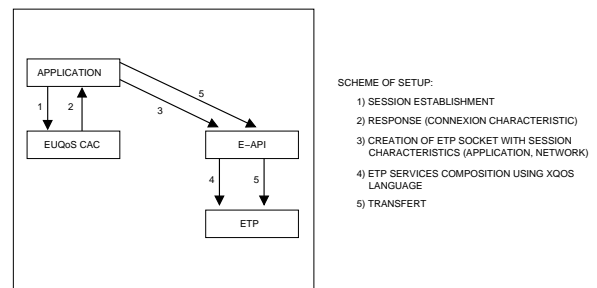 APPLICATION
5
3
1
2
EUQoS CAC
E−API
4
5
ETP
SCHEME OF SETUP:
1) SESSION ESTABLISHMENT
2) RESPONSE (CONNEXION CHARACTERISTIC)
3) CREATION OF ETP SOCKET WITH SESSION
CHARACTERISTICS (APPLICATION, NETWORK)
4) ETP SERVICES COMPOSITION USING XQOS
LANGUAGE
5) TRANSFERT